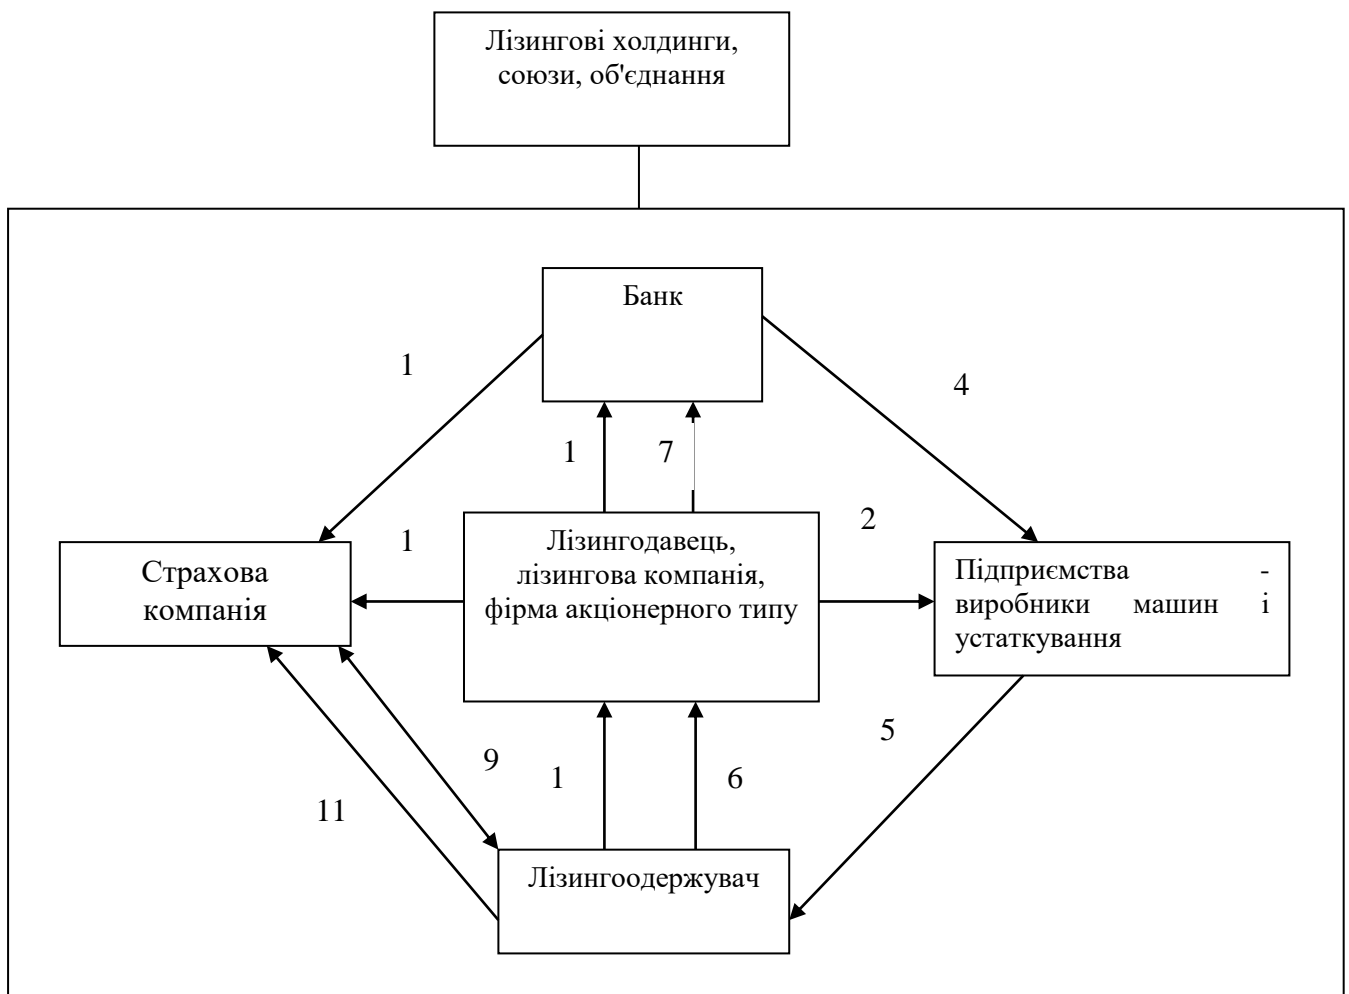 Лізингові холдинги,
союзи, об'єднання
Банк
1
4
1
7
1
2
Лізингодавець,
лізингова компанія,
фірма акціонерного типу
Страхова
компанія
Підприємства -
виробники машин і
устаткування
9
1
6
5
11
Лізингоодержувач